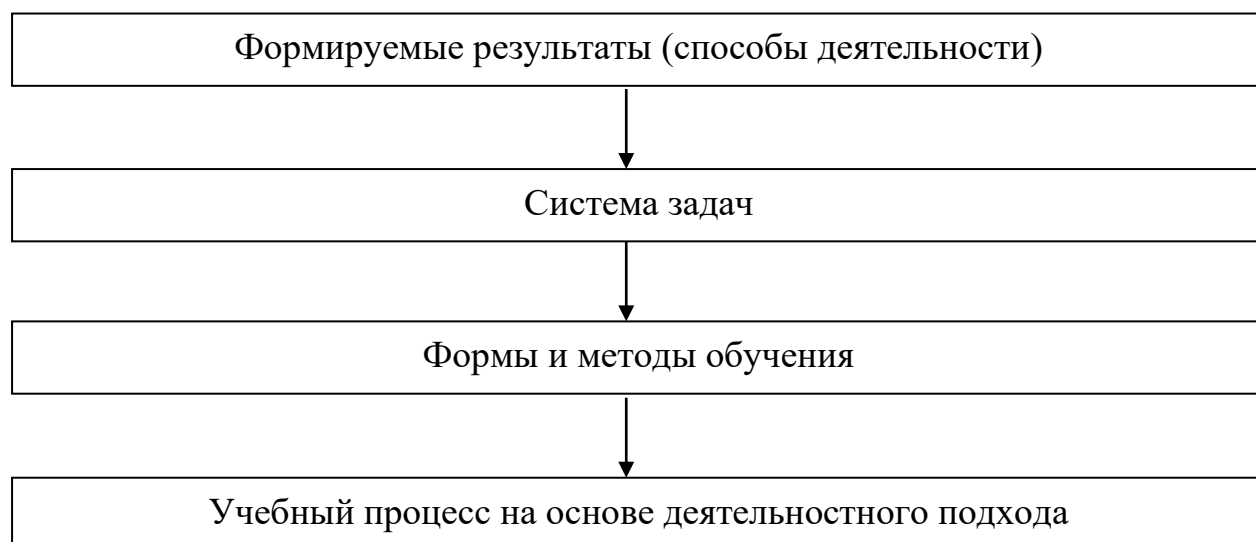 Формируемые результаты (способы деятельности)
Система задач
Формы и методы обучения
Учебный процесс на основе деятельностного подхода